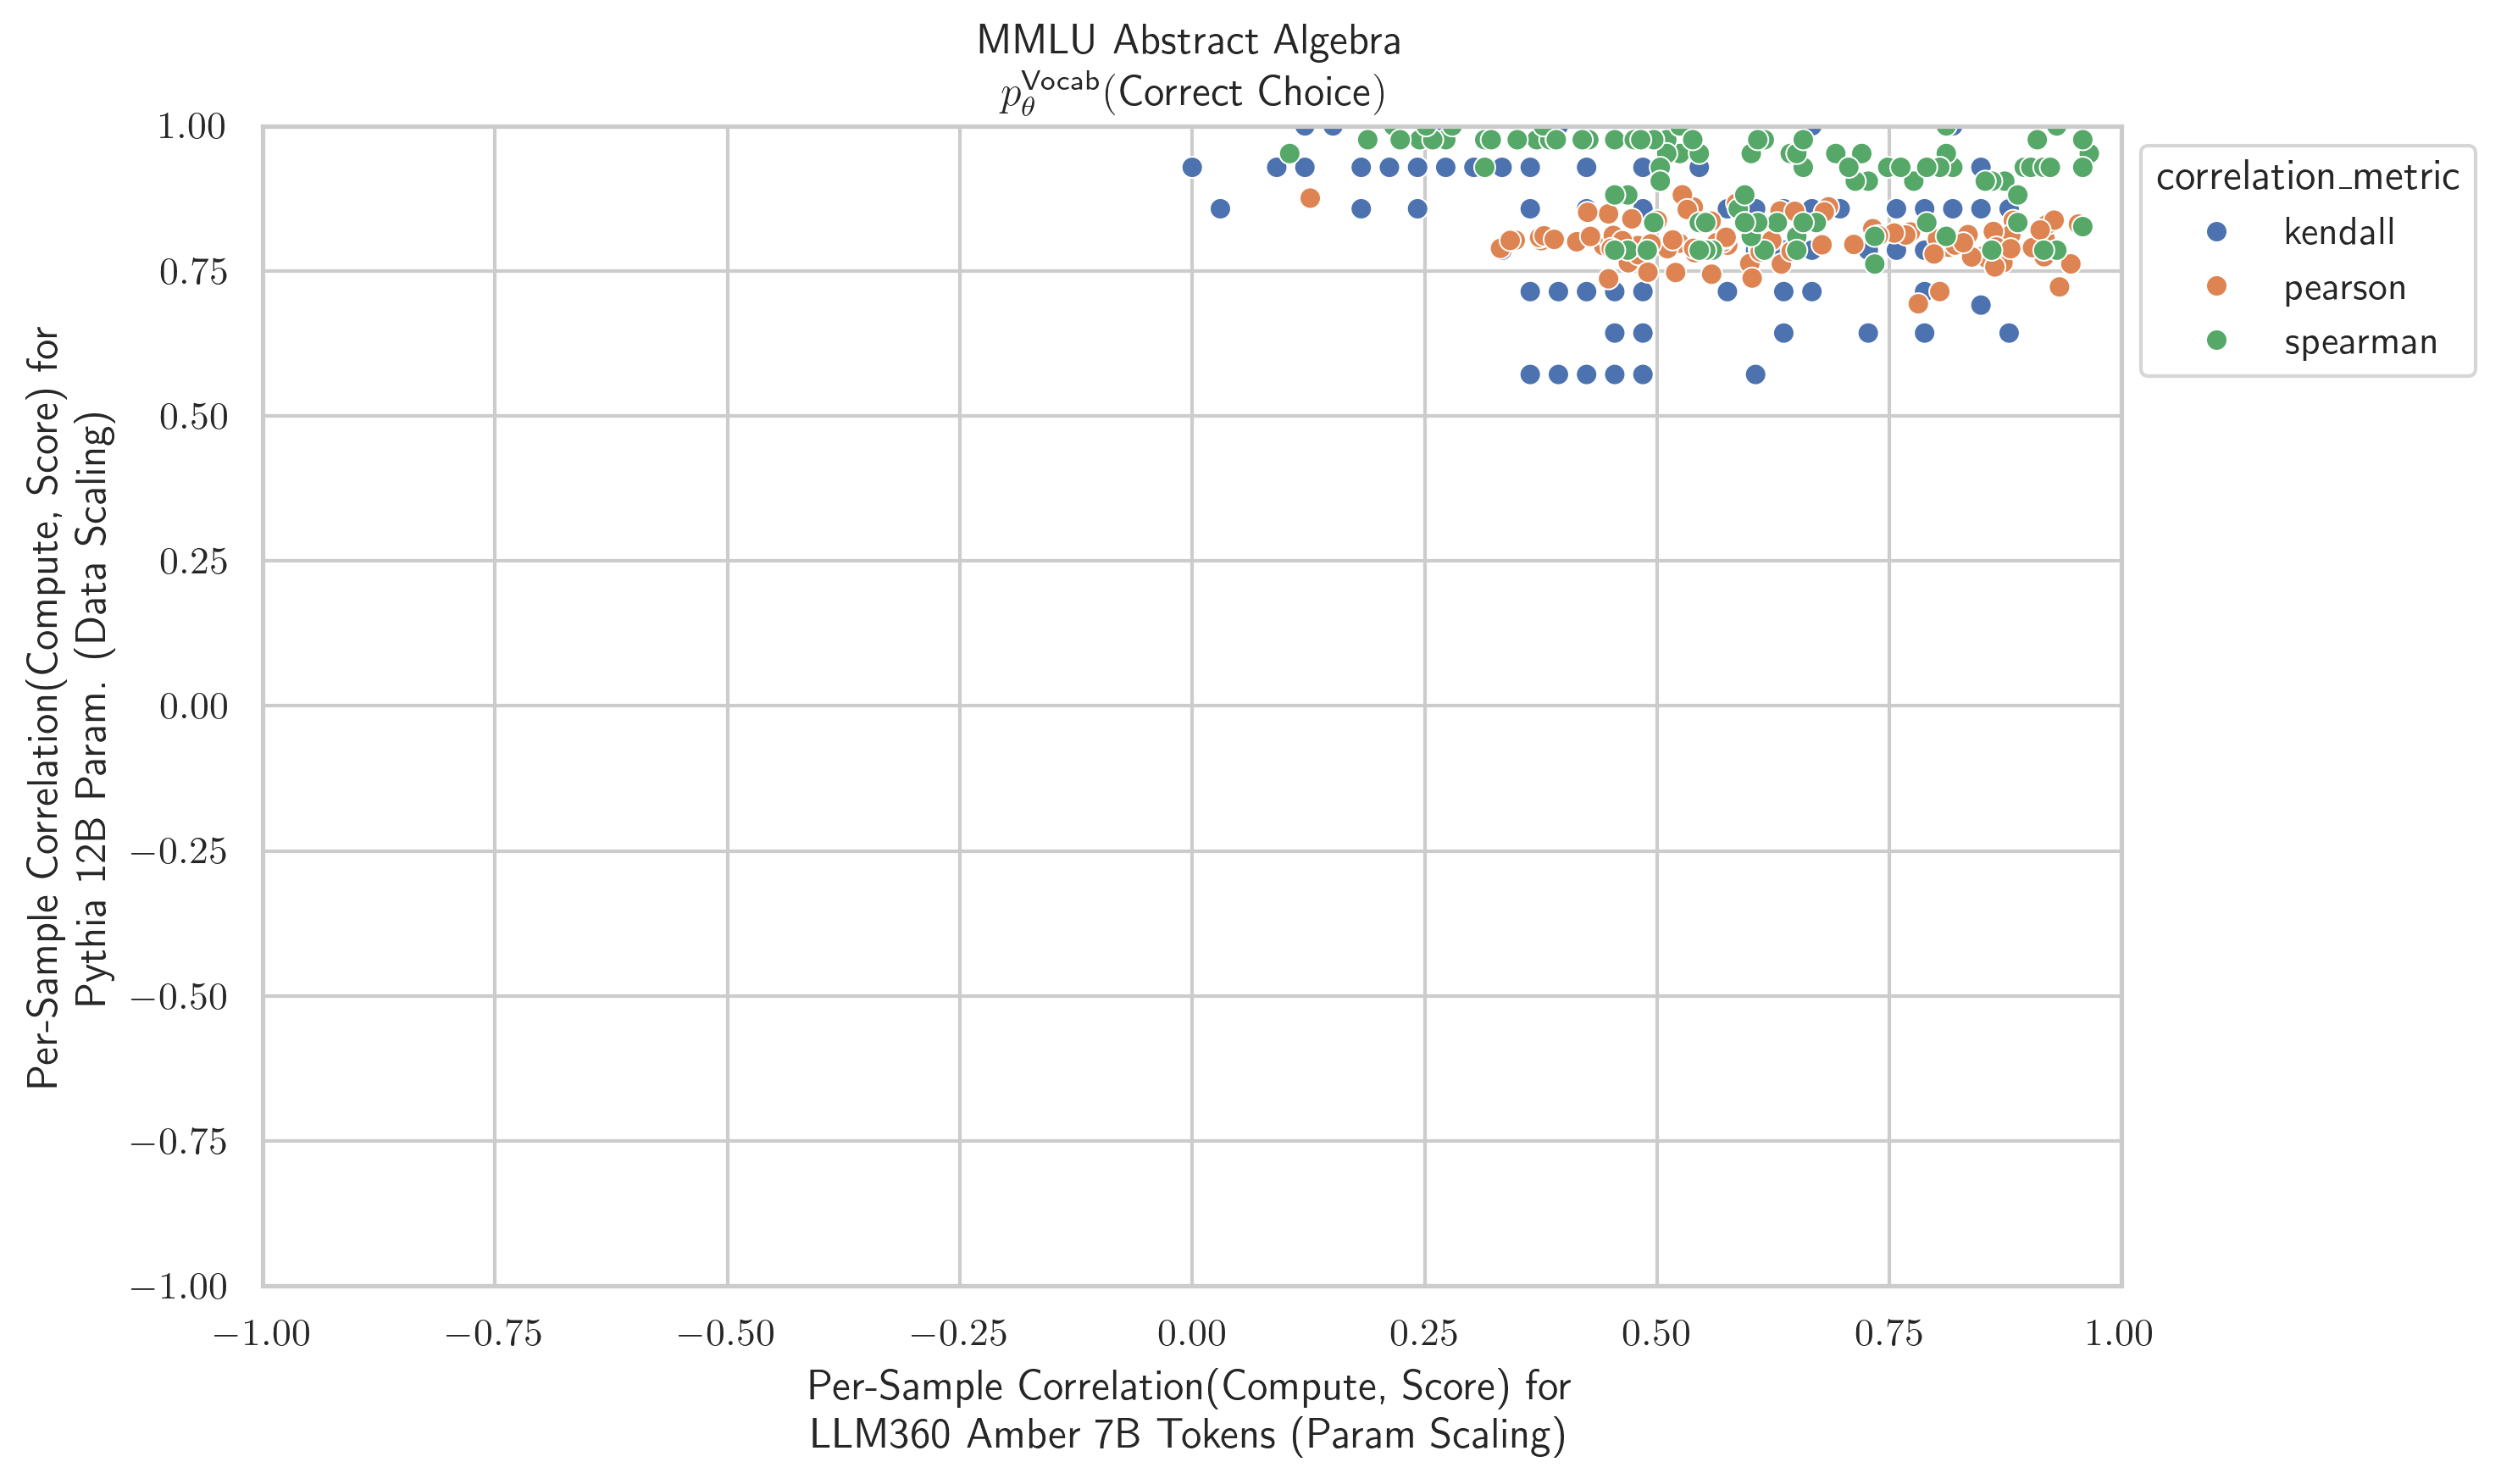 MMLU Abstract Algebra
p_θ^Vocab(Correct Choice)
1.00
0.75
0.50
0.25
0.00
−0.25
−0.50
−0.75
−1.00
Per-Sample Correlation(Compute, Score) for
Pythia 12B Param. (Data Scaling)
correlation_metric
kendall
pearson
spearman
−1.00 −0.75 −0.50 −0.25 0.00 0.25 0.50 0.75 1.00
Per-Sample Correlation(Compute, Score) for
LLM360 Amber 7B Tokens (Param Scaling)